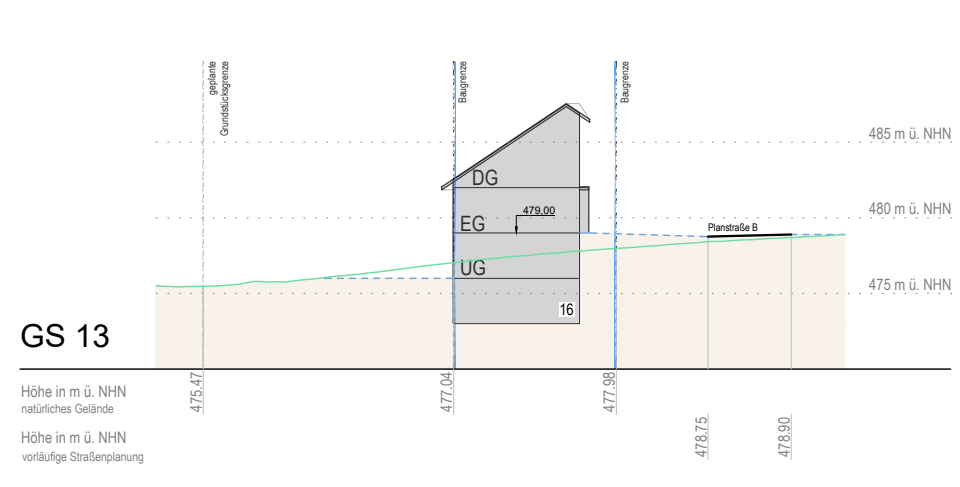 geplante
Grundstücksgrenze
Baugrenze
Baugrenze
485 m ü. NHN
DG
480 m ü. NHN
479,00
EG
Planstraße B
UG
475 m ü. NHN
16
GS 13
Höhe in m ü. NHN
natürliches Gelände
475.47
477.04
477.98
Höhe in m ü. NHN
vorläufige Straßenplanung
478.75
478.90